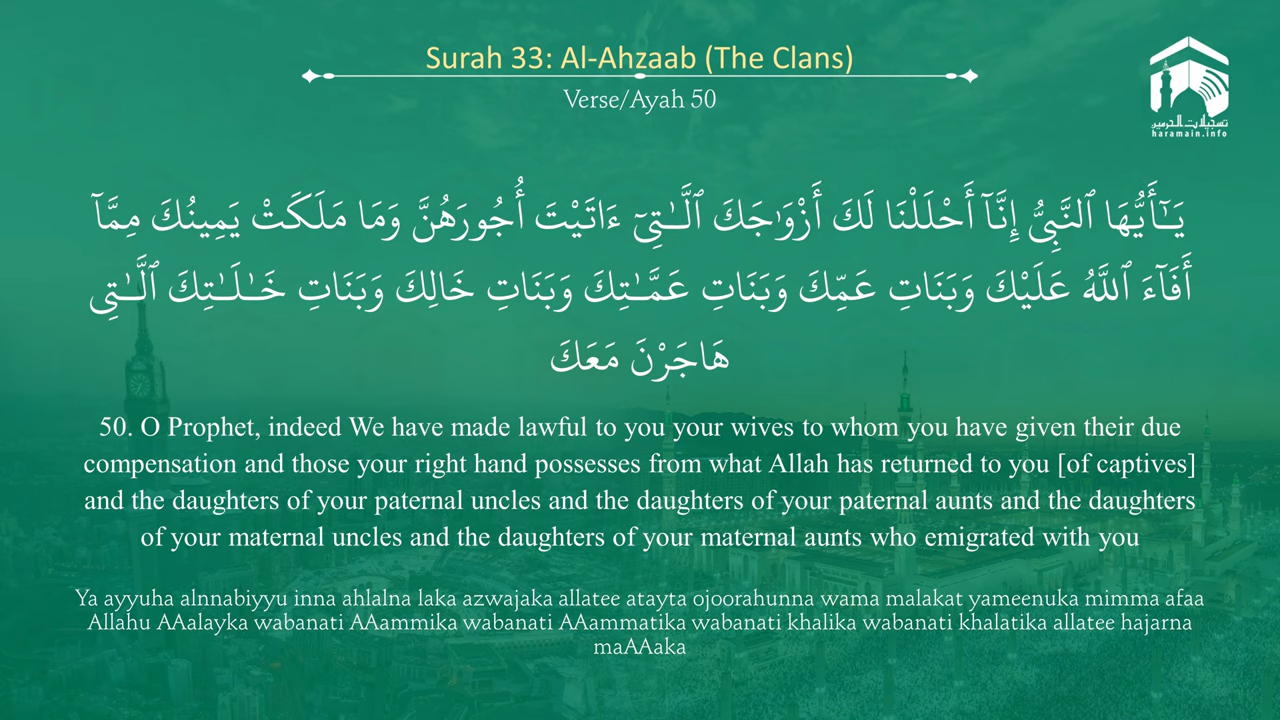 Surah 33: Al-Ahzaab (The Clans)
Verse/Ayah 50
تسجيلات الحرمين
haramain.info
يَـٰٓأَيُّهَا ٱلنَّبِىُّ إِنَّآ أَحْلَلْنَا لَكَ أَزْوَٰجَكَ ٱلَّـٰتِىٓ ءَاتَيْتَ أُجُورَهُنَّ وَمَا مَلَكَتْ يَمِينُكَ مِمَّآ
أَفَآءَ ٱللَّهُ عَلَيْكَ وَبَنَاتِ عَمِّكَ وَبَنَاتِ عَمَّـٰتِكَ وَبَنَاتِ خَالِكَ وَبَنَاتِ خَـٰلَـٰتِكَ ٱلَّـٰتِى
هَاجَرْنَ مَعَكَ
50. O Prophet, indeed We have made lawful to you your wives to whom you have given their due
compensation and those your right hand possesses from what Allah has returned to you [of captives]
and the daughters of your paternal uncles and the daughters of your paternal aunts and the daughters
of your maternal uncles and the daughters of your maternal aunts who emigrated with you
Ya ayyuha alnnabiyyu inna ahlalna laka azwajaka allatee atayta ojoorahunna wama malakat yameenuka mimma afaa
Allahu AAalayka wabanati AAammika wabanati AAammatika wabanati khalika wabanati khalatika allatee hajarna
maAAaka